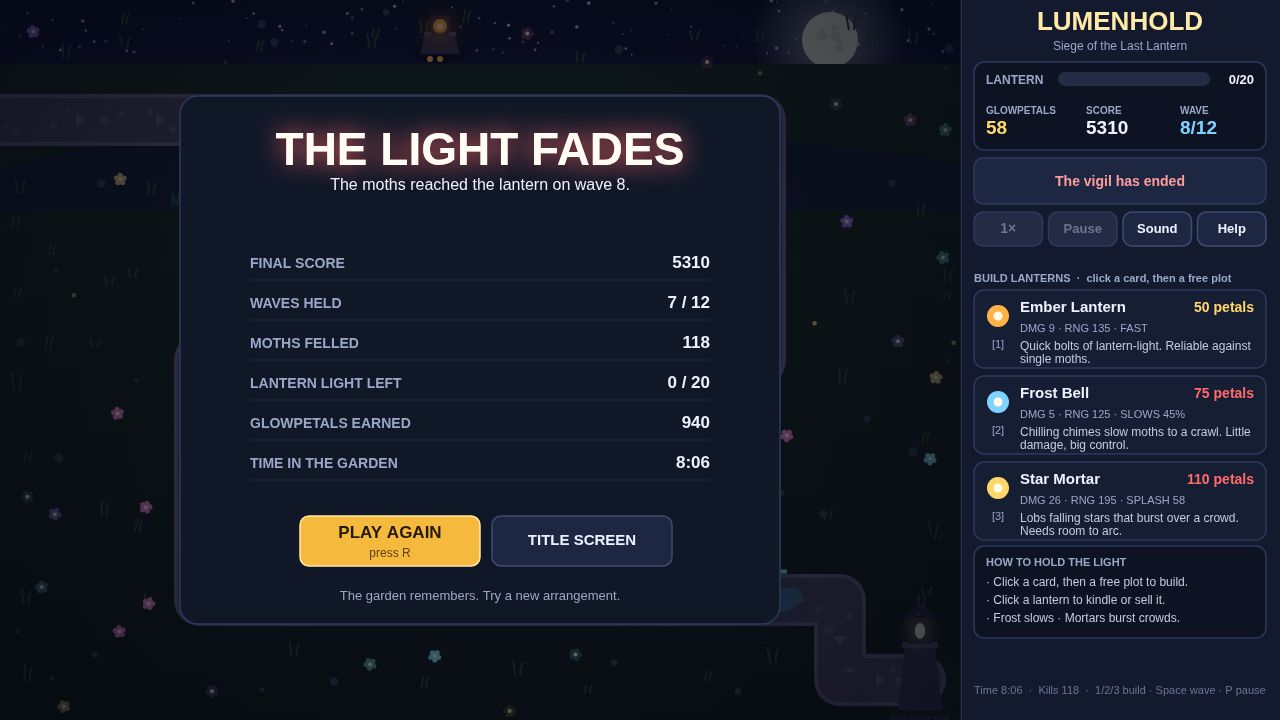 THE LIGHT FADES
The moths reached the lantern on wave 8.
FINAL SCORE 5310
WAVES HELD 7 / 12
MOTHS FELLED 118
LANTERN LIGHT LEFT 0 / 20
GLOWPETALS EARNED 940
TIME IN THE GARDEN 8:06
PLAY AGAIN
press R
TITLE SCREEN
The garden remembers. Try a new arrangement.
LUMENHOLD
Siege of the Last Lantern
LANTERN 0/20
GLOWPETALS SCORE WAVE
58 5310 8/12
The vigil has ended
1× Pause Sound Help
BUILD LANTERNS · click a card, then a free plot
Ember Lantern 50 petals
DMG 9 · RNG 135 · FAST
[1] Quick bolts of lantern-light. Reliable against
single moths.
Frost Bell 75 petals
DMG 5 · RNG 125 · SLOWS 45%
[2] Chilling chimes slow moths to a crawl. Little
damage, big control.
Star Mortar 110 petals
DMG 26 · RNG 195 · SPLASH 58
[3] Lobs falling stars that burst over a crowd.
Needs room to arc.
HOW TO HOLD THE LIGHT
· Click a card, then a free plot to build.
· Click a lantern to kindle or sell it.
· Frost slows · Mortars burst crowds.
Time 8:06 · Kills 118 · 1/2/3 build · Space wave · P pause